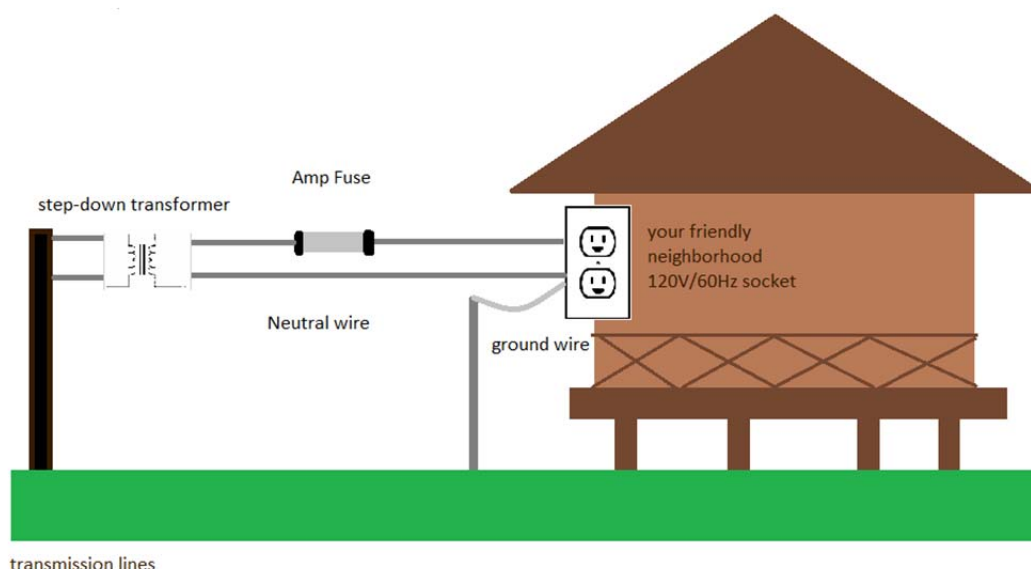 Amp Fuse
step-down transformer
your friendly
neighborhood
120V/60Hz socket
Neutral wire
ground wire
transmission lines